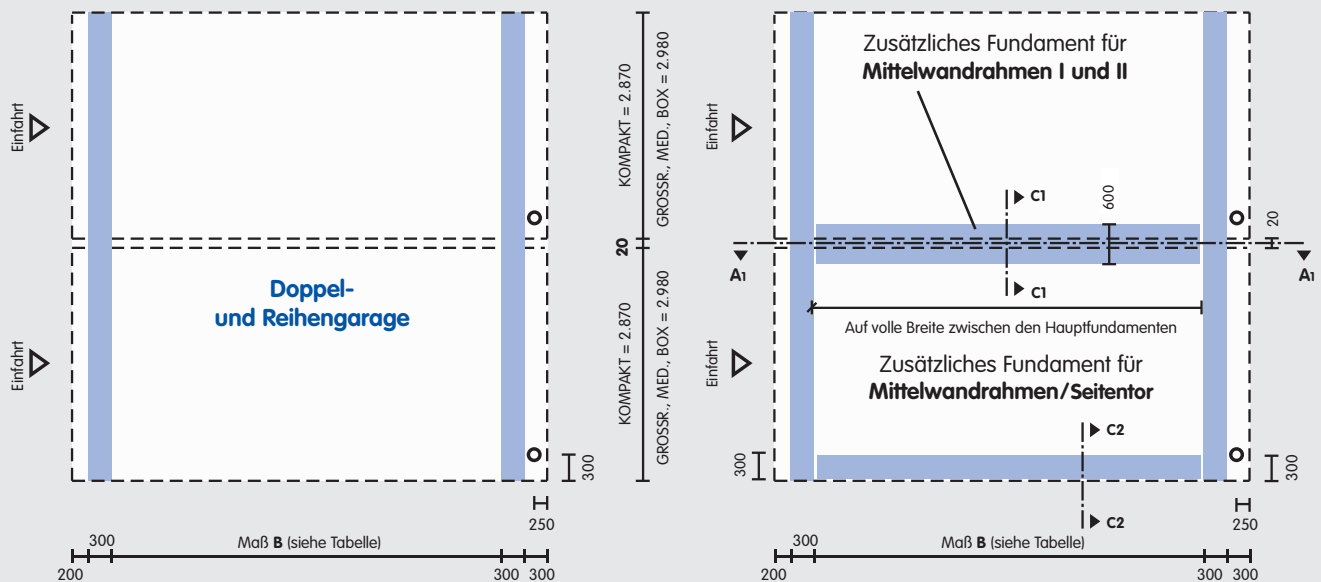 Einfahrt
Einfahrt
Doppel-
und Reihengarage
KOMPAKT = 2.870
GROSSR., MED., BOX = 2.980
20
KOMPAKT = 2.870
GROSSR., MED., BOX = 2.980
300
250
300
Maß B (siehe Tabelle)
200
300 300
Einfahrt
Einfahrt
Zusätzliches Fundament für
Mittelwandrahmen I und II
C1
600
20
A1
A1
C1
Auf volle Breite zwischen den Hauptfundamenten
Zusätzliches Fundament für
Mittelwandrahmen/Seitentor
C2
300
300
C2
250
300
Maß B (siehe Tabelle)
200
300 300